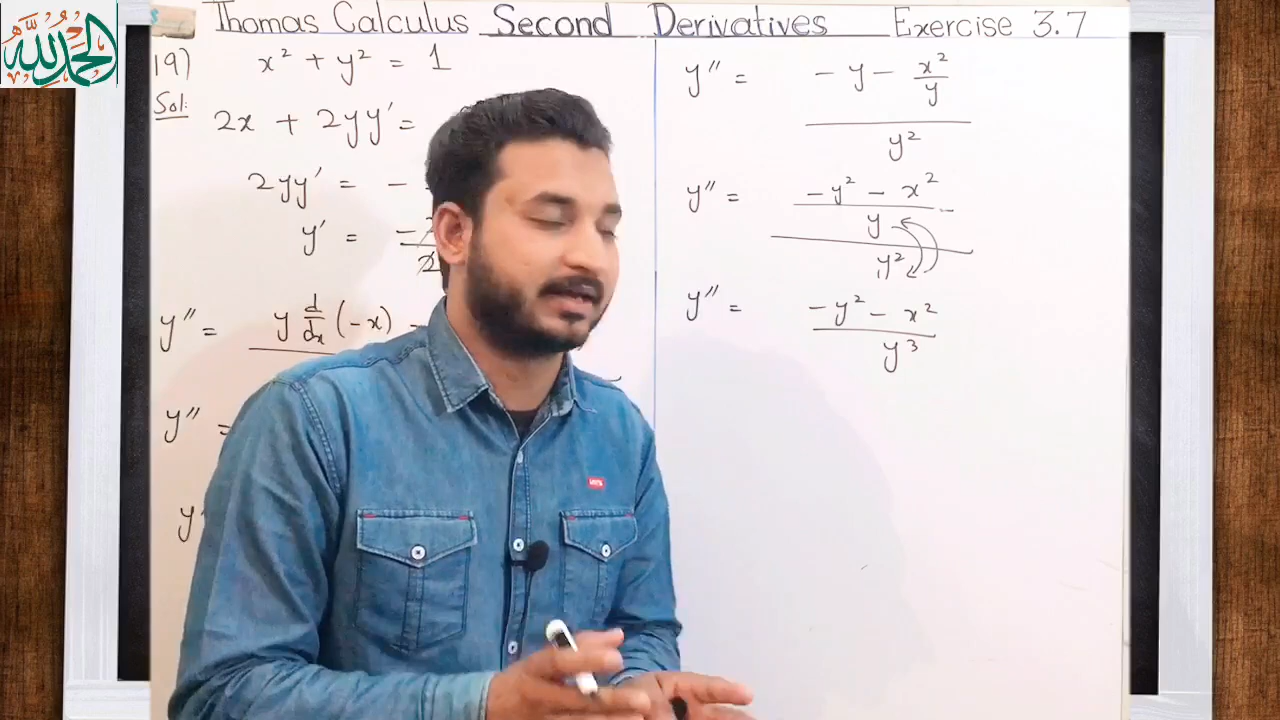 الحمد لله
Thomas Calculus Second Derivatives Exercise 3.7
19) x² + y² = 1
Sol:
2x + 2yy' =
2yy' = -
y' = -
y'' = y d/dx (-x) -
y'' =
y'' = (-y - x²/y) / y²
y'' = ((-y² - x²) / y) / y²
y'' = (-y² - x²) / y³